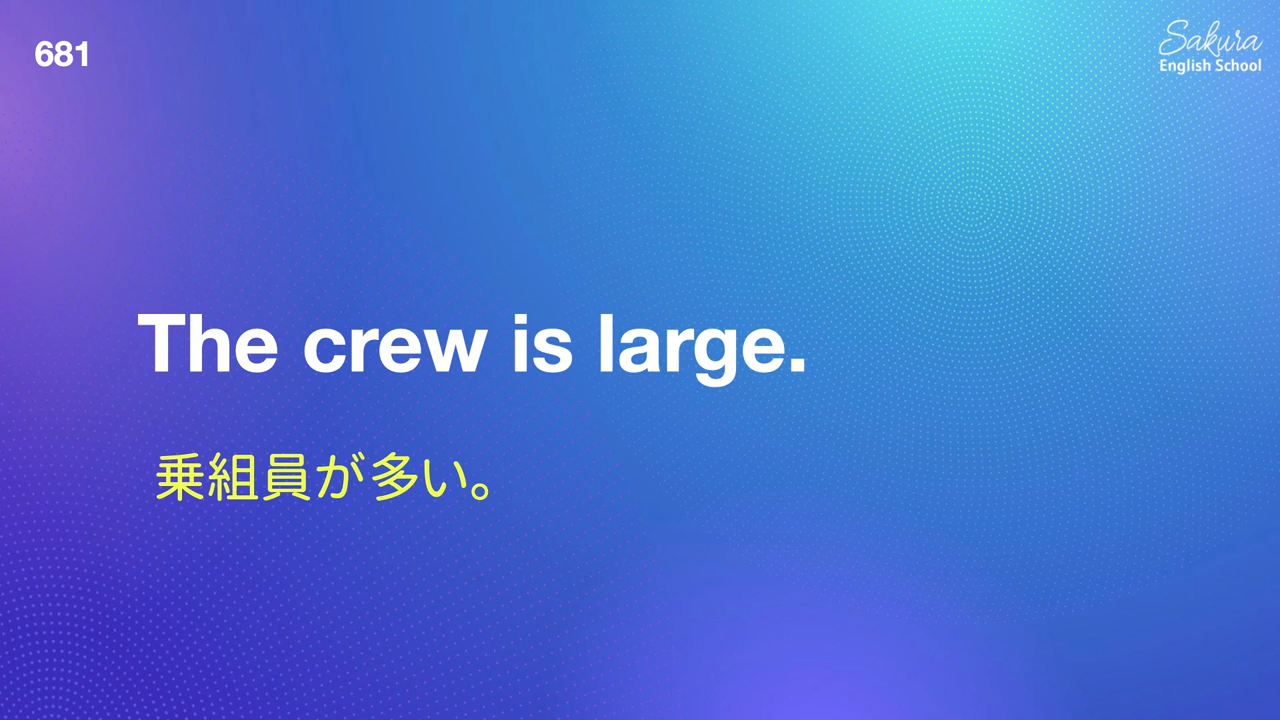 681
Sakura
English School
The crew is large.
乗組員が多い。